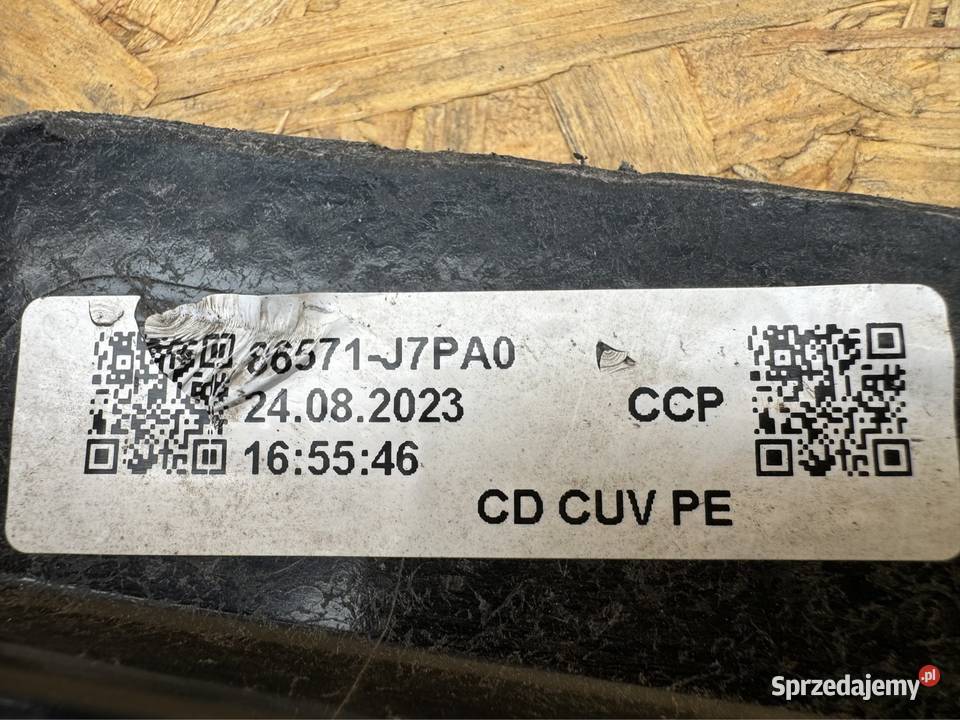 86571-J7PA0
24.08.2023
CCP
16:55:46
CD CUV PE
Sprzedajemy.pl